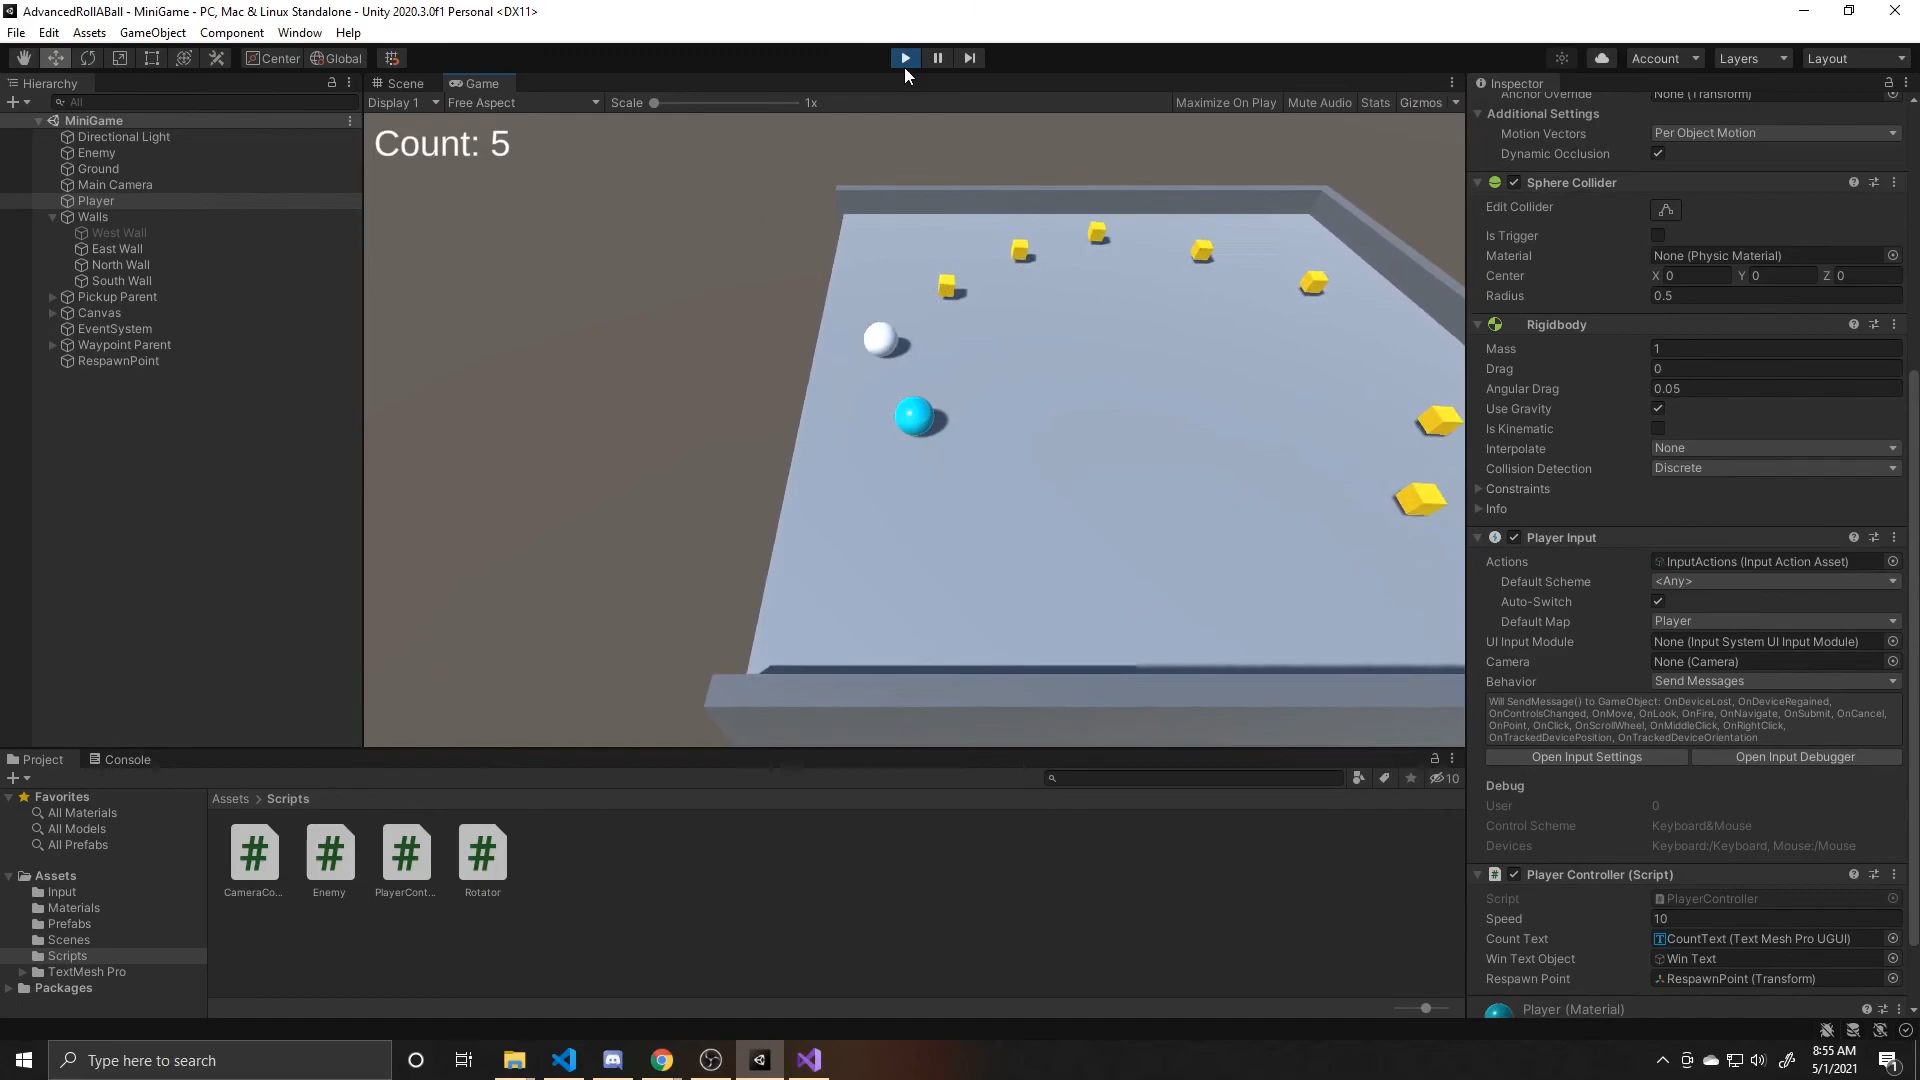 AdvancedRollABall - MiniGame - PC, Mac & Linux Standalone - Unity 2020.3.0f1 Personal <DX11>
File Edit Assets GameObject Component Window Help
Center Global Account Layers Layout
Hierarchy
All
MiniGame
Directional Light
Enemy
Ground
Main Camera
Player
Walls
West Wall
East Wall
North Wall
South Wall
Pickup Parent
Canvas
EventSystem
Waypoint Parent
RespawnPoint
Scene Game
Display 1 Free Aspect Scale 1x Maximize On Play Mute Audio Stats Gizmos
Count: 5
Inspector
Anchor Override None (Transform)
Additional Settings
Motion Vectors Per Object Motion
Dynamic Occlusion
Sphere Collider
Edit Collider
Is Trigger
Material None (Physic Material)
Center X 0 Y 0 Z 0
Radius 0.5
Rigidbody
Mass 1
Drag 0
Angular Drag 0.05
Use Gravity
Is Kinematic
Interpolate None
Collision Detection Discrete
Constraints
Info
Player Input
Actions InputActions (Input Action Asset)
Default Scheme <Any>
Auto-Switch
Default Map Player
UI Input Module None (Input System UI Input Module)
Camera None (Camera)
Behavior Send Messages
Will SendMessage() to GameObject: OnDeviceLost, OnDeviceRegained,
OnControlsChanged, OnMove, OnLook, OnFire, OnNavigate, OnSubmit, OnCancel,
OnPoint, OnClick, OnScrollWheel, OnMiddleClick, OnRightClick,
OnTrackedDevicePosition, OnTrackedDeviceOrientation
Open Input Settings Open Input Debugger
Debug
User 0
Control Scheme Keyboard&Mouse
Devices Keyboard:/Keyboard, Mouse:/Mouse
Player Controller (Script)
Script PlayerController
Speed 10
Count Text CountText (Text Mesh Pro UGUI)
Win Text Object Win Text
Respawn Point RespawnPoint (Transform)
Player (Material)
Project Console
10
Favorites
All Materials
All Models
All Prefabs
Assets
Input
Materials
Prefabs
Scenes
Scripts
TextMesh Pro
Packages
Assets > Scripts
CameraCo... Enemy PlayerCont... Rotator
Type here to search
8:55 AM
5/1/2021
1